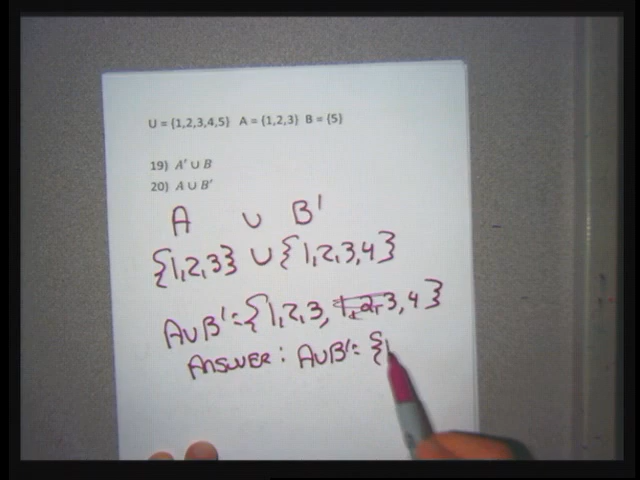 U = {1,2,3,4,5} A = {1,2,3} B = {5}
19) A' ∪ B
20) A ∪ B'
A ∪ B'
{1,2,3} ∪ {1,2,3,4}
A∪B'={1,2,3, 1,2,3,4}
ANSWER: A∪B'= {1